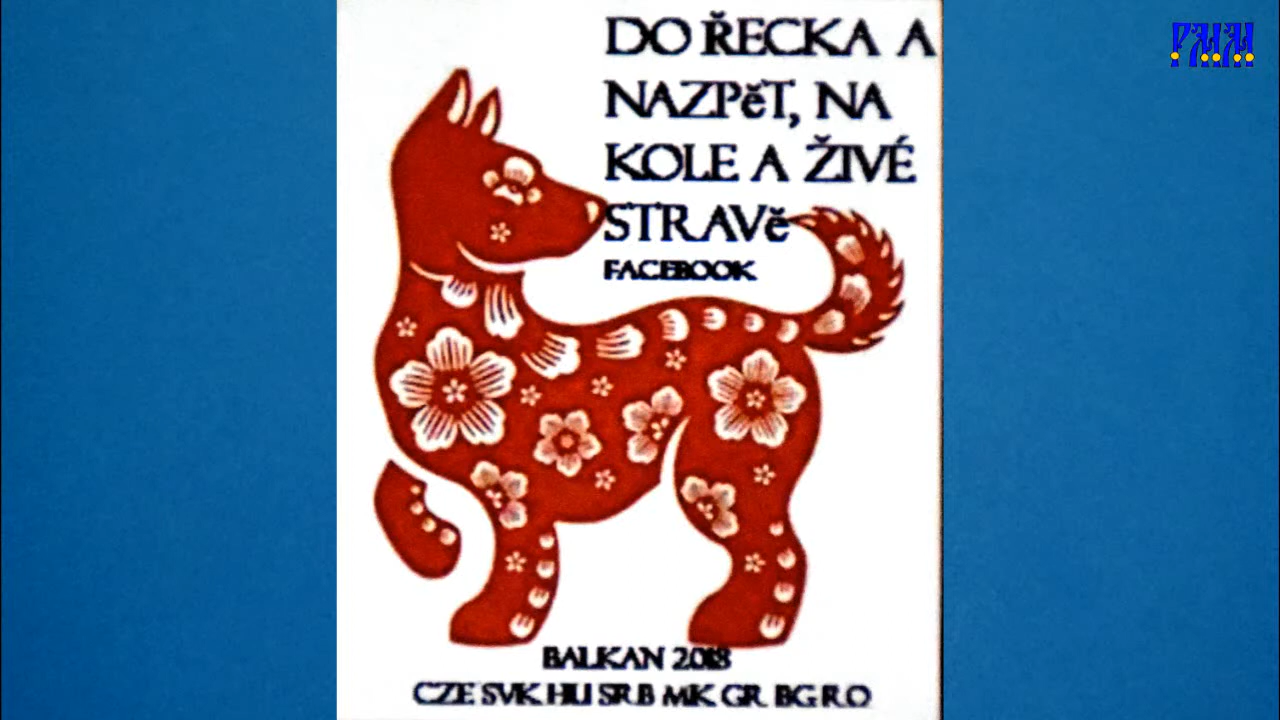 DO ŘECKA A
NAZPěT, NA
KOLE A ŽIVÉ
STRAVě
FACEBOOK
BALKAN 2018
CZE SVK HU SRB MK GR BG RO